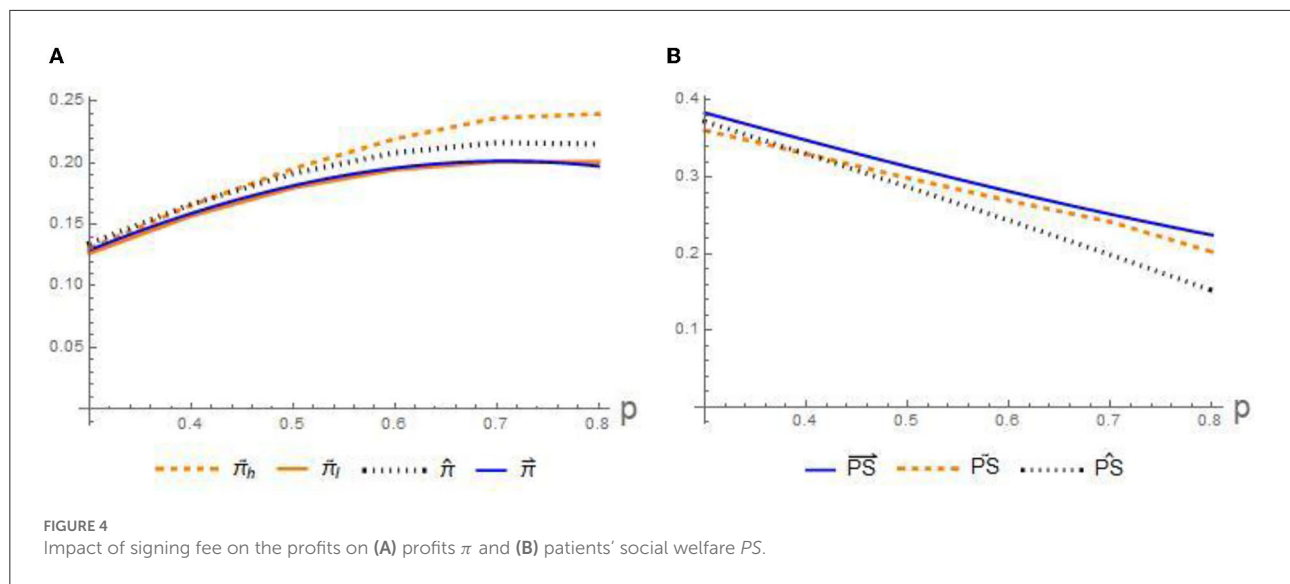 A
0.25
0.20
0.15
0.10
0.05
0.4 0.5 0.6 0.7 0.8 p
π̃h π̃l π̂ π⃗
B
0.4
0.3
0.2
0.1
0.4 0.5 0.6 0.7 0.8 p
P⃗S P̃S P̂S
FIGURE 4
Impact of signing fee on the profits on (A) profits π and (B) patients' social welfare PS.